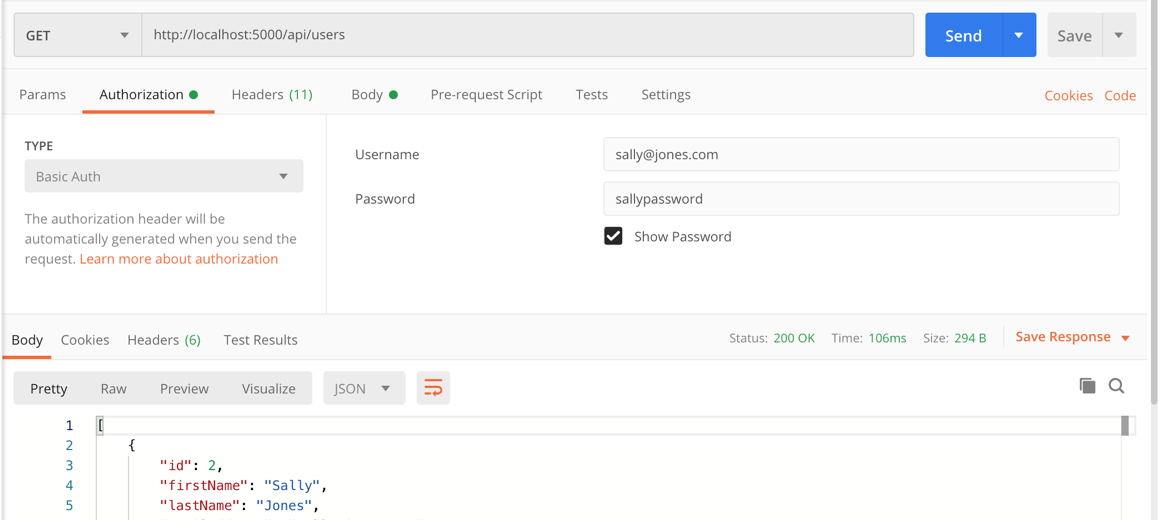 GET http://localhost:5000/api/users Send Save
Params Authorization Headers (11) Body Pre-request Script Tests Settings Cookies Code
TYPE
Basic Auth
The authorization header will be
automatically generated when you send the
request. Learn more about authorization
Username sally@jones.com
Password sallypassword
Show Password
Body Cookies Headers (6) Test Results Status: 200 OK Time: 106ms Size: 294 B Save Response
Pretty Raw Preview Visualize JSON
1 [
2 {
3 "id": 2,
4 "firstName": "Sally",
5 "lastName": "Jones",